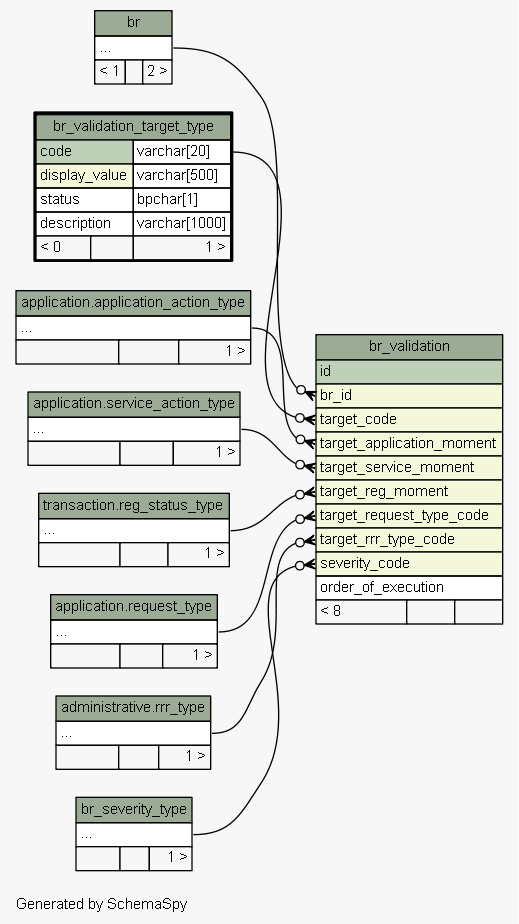 br
...
< 1 2 >
br_validation_target_type
code varchar[20]
display_value varchar[500]
status bpchar[1]
description varchar[1000]
< 0 1 >
application.application_action_type
...
1 >
application.service_action_type
...
1 >
transaction.reg_status_type
...
1 >
application.request_type
...
1 >
administrative.rrr_type
...
1 >
br_severity_type
...
1 >
br_validation
id
br_id
target_code
target_application_moment
target_service_moment
target_reg_moment
target_request_type_code
target_rrr_type_code
severity_code
order_of_execution
< 8
Generated by SchemaSpy